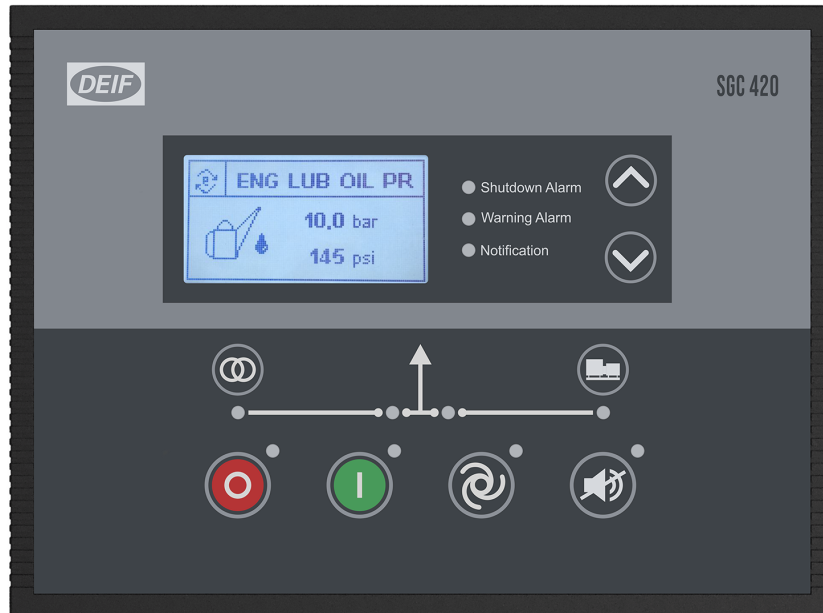 DEIF
SGC 420
ENG LUB OIL PR
10,0 bar
145 psi
Shutdown Alarm
Warning Alarm
Notification